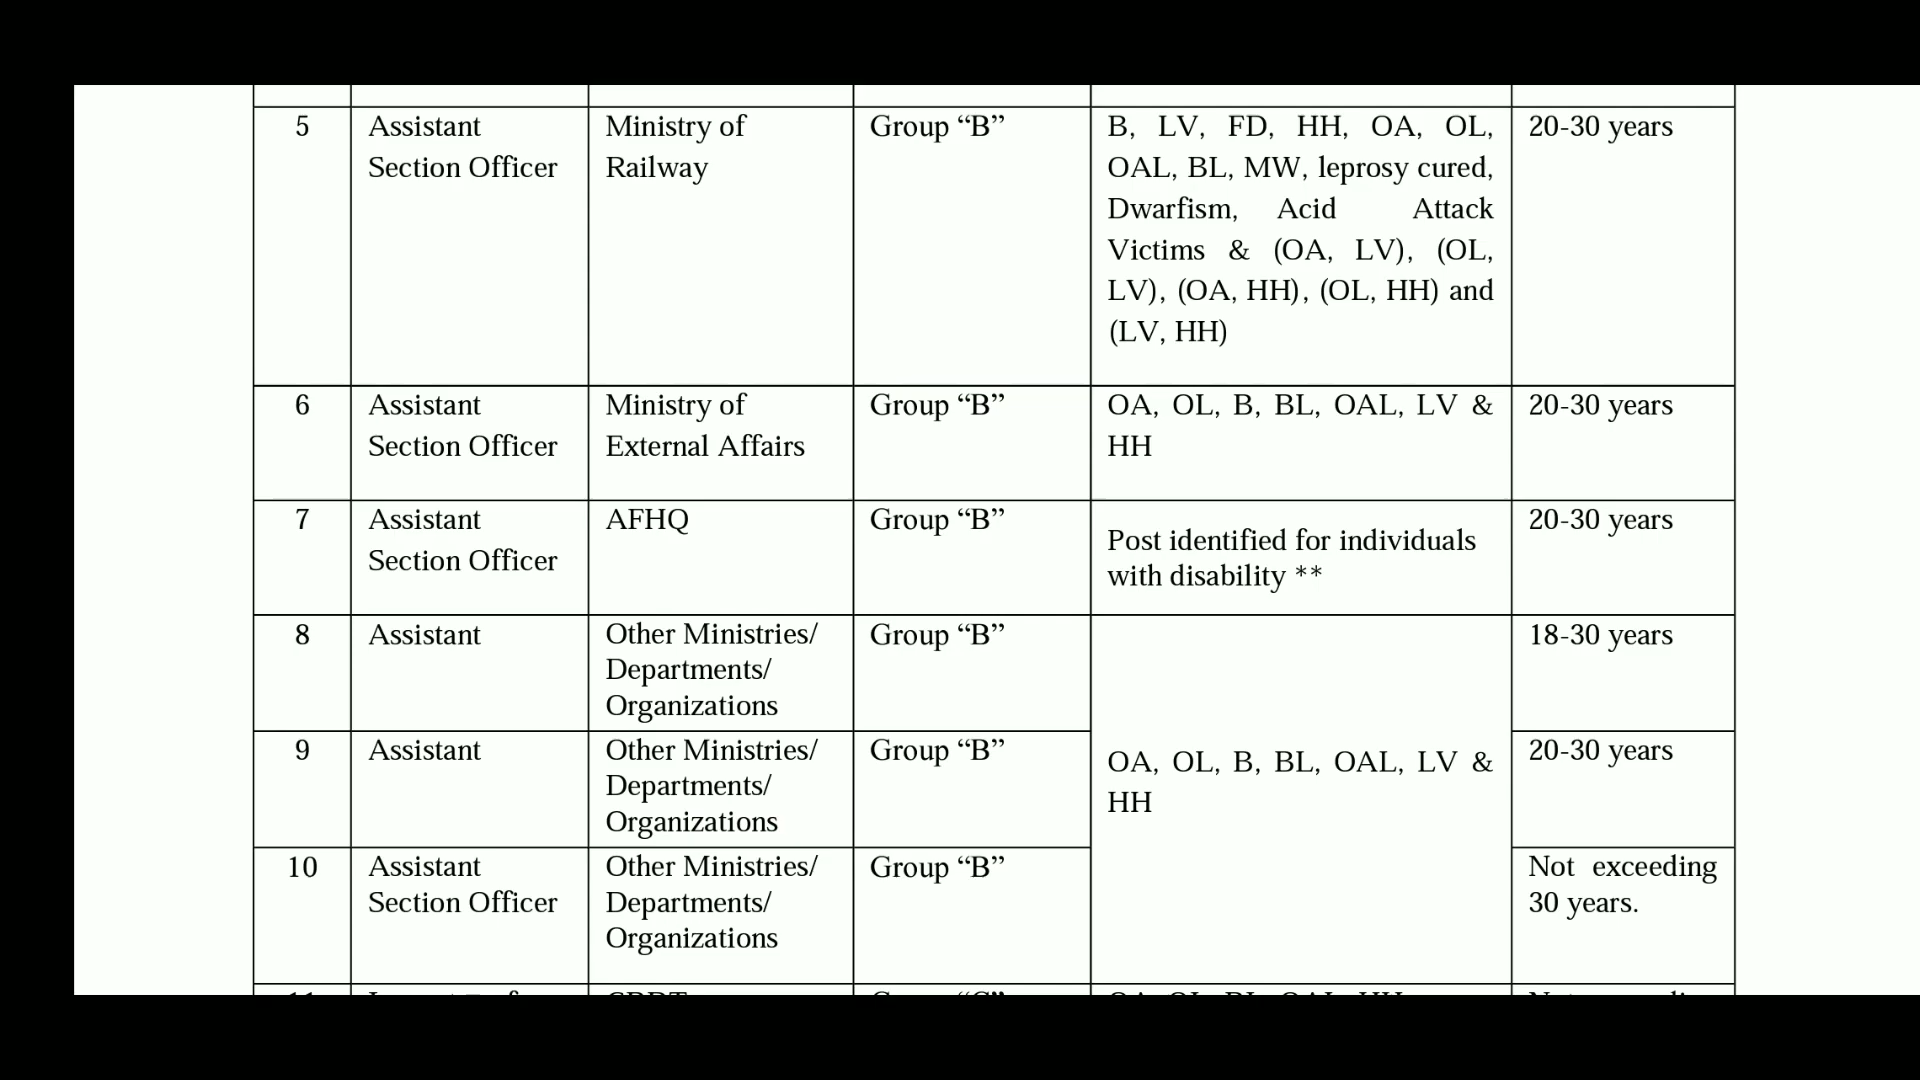 5
Assistant
Section Officer
Ministry of
Railway
Group “B”
B, LV, FD, HH, OA, OL,
OAL, BL, MW, leprosy cured,
Dwarfism, Acid Attack
Victims & (OA, LV), (OL,
LV), (OA, HH), (OL, HH) and
(LV, HH)
20-30 years
6
Assistant
Section Officer
Ministry of
External Affairs
Group “B”
OA, OL, B, BL, OAL, LV &
HH
20-30 years
7
Assistant
Section Officer
AFHQ
Group “B”
Post identified for individuals
with disability **
20-30 years
8
Assistant
Other Ministries/
Departments/
Organizations
Group “B”
18-30 years
9
Assistant
Other Ministries/
Departments/
Organizations
Group “B”
OA, OL, B, BL, OAL, LV &
HH
20-30 years
10
Assistant
Section Officer
Other Ministries/
Departments/
Organizations
Group “B”
Not exceeding
30 years.